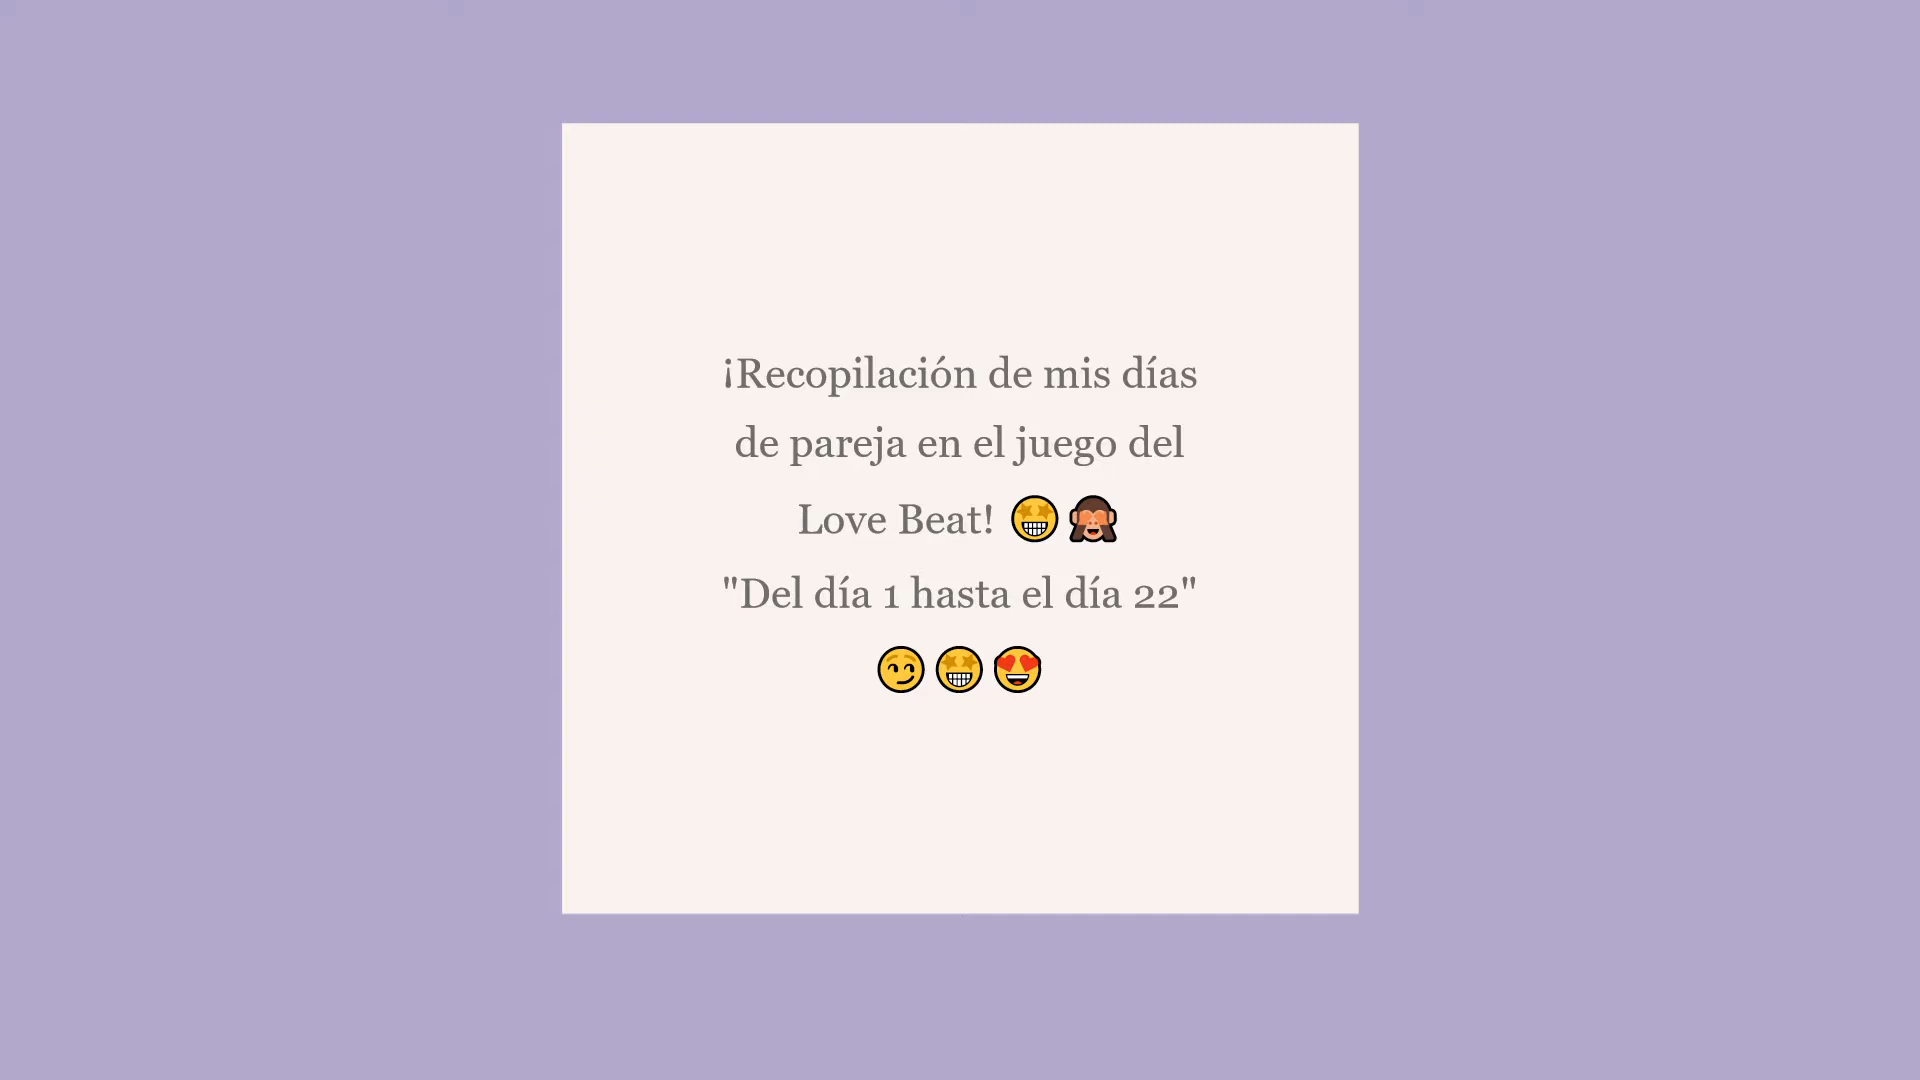 ¡Recopilación de mis días
de pareja en el juego del
Love Beat! 🤩🙈
"Del día 1 hasta el día 22"
😏🤩😍